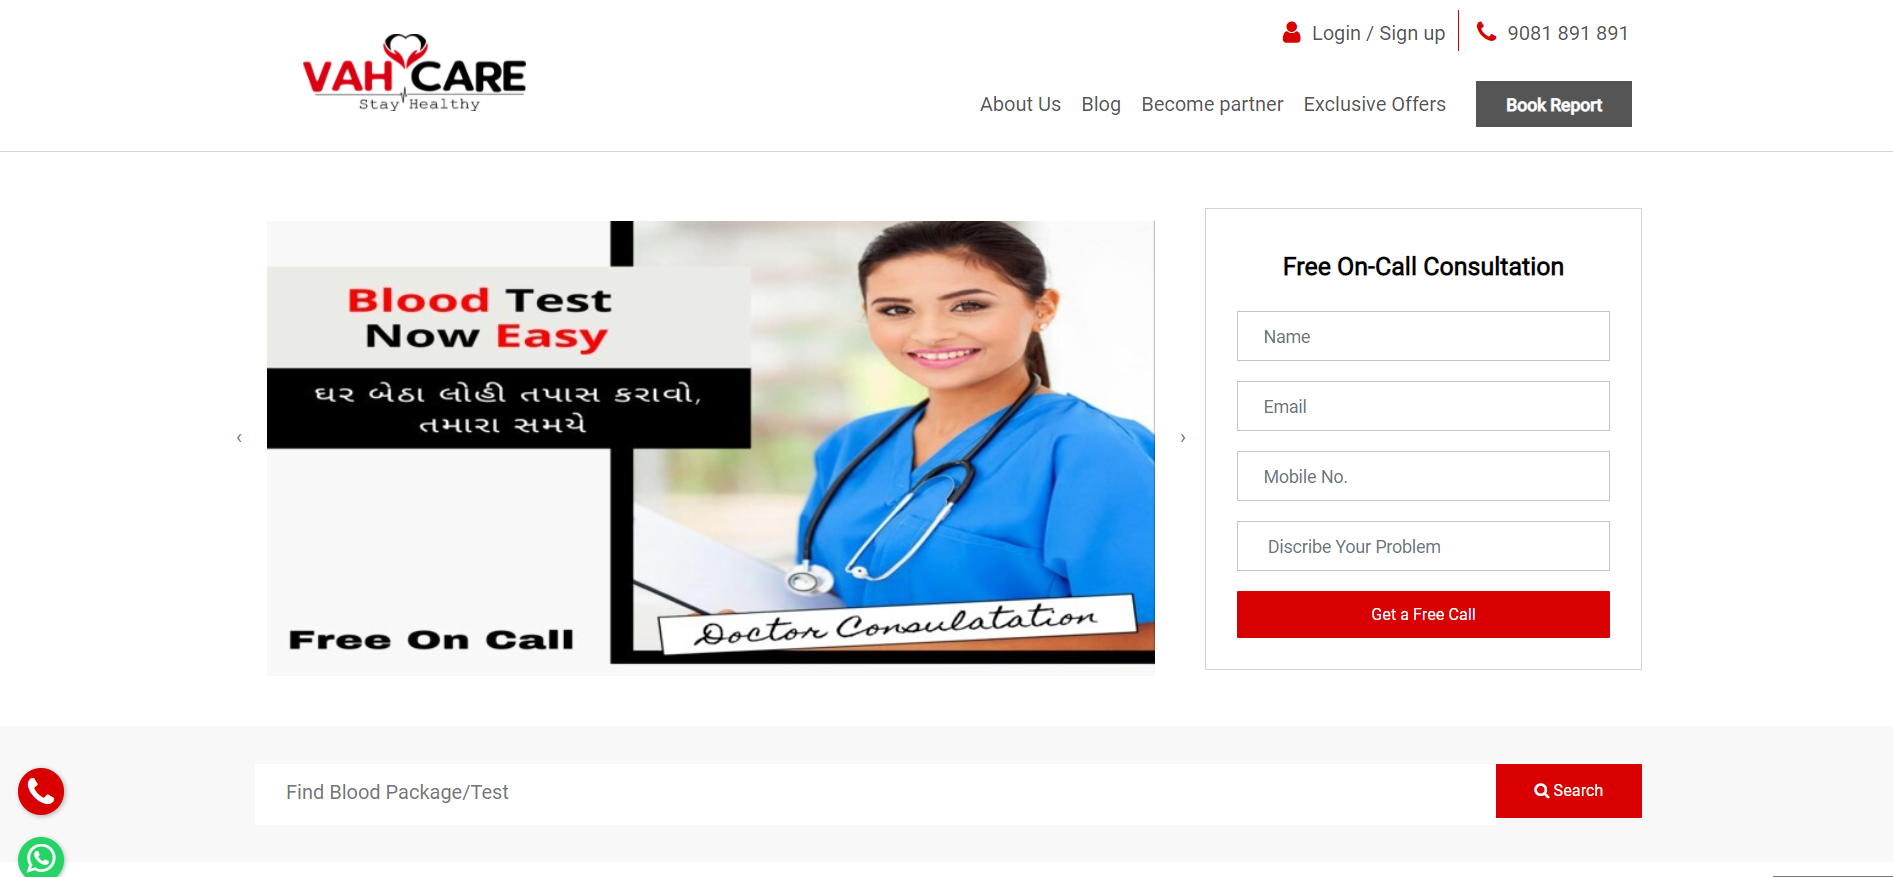 VAH CARE
Stay Healthy
Login / Sign up
9081 891 891
About Us
Blog
Become partner
Exclusive Offers
Book Report
Blood Test
Now Easy
ઘર બેઠા લોહી તપાસ કરાવો,
તમારા સમયે
Free On Call
Doctor Consulatation
‹
›
Free On-Call Consultation
Name
Email
Mobile No.
Discribe Your Problem
Get a Free Call
Find Blood Package/Test
Search